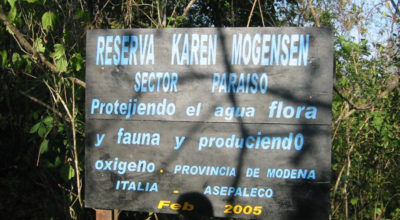 RESERVA KAREN MOGENSEN
SECTOR PARAISO
Protejiendo el agua flora
y fauna y produciendo
oxigeno. PROVINCIA DE MODENA
ITALIA - ASEPALECO
Feb 2005